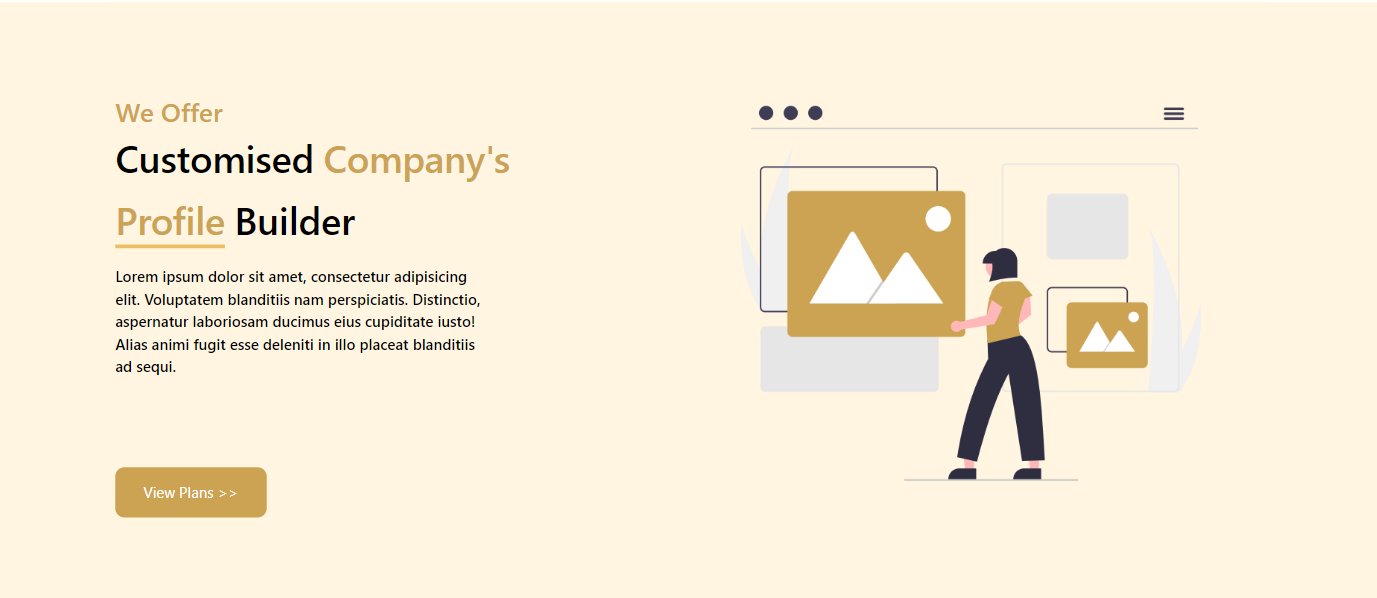 We Offer
Customised Company's
Profile Builder
Lorem ipsum dolor sit amet, consectetur adipisicing
elit. Voluptatem blanditiis nam perspiciatis. Distinctio,
aspernatur laboriosam ducimus eius cupiditate iusto!
Alias animi fugit esse deleniti in illo placeat blanditiis
ad sequi.
View Plans >>